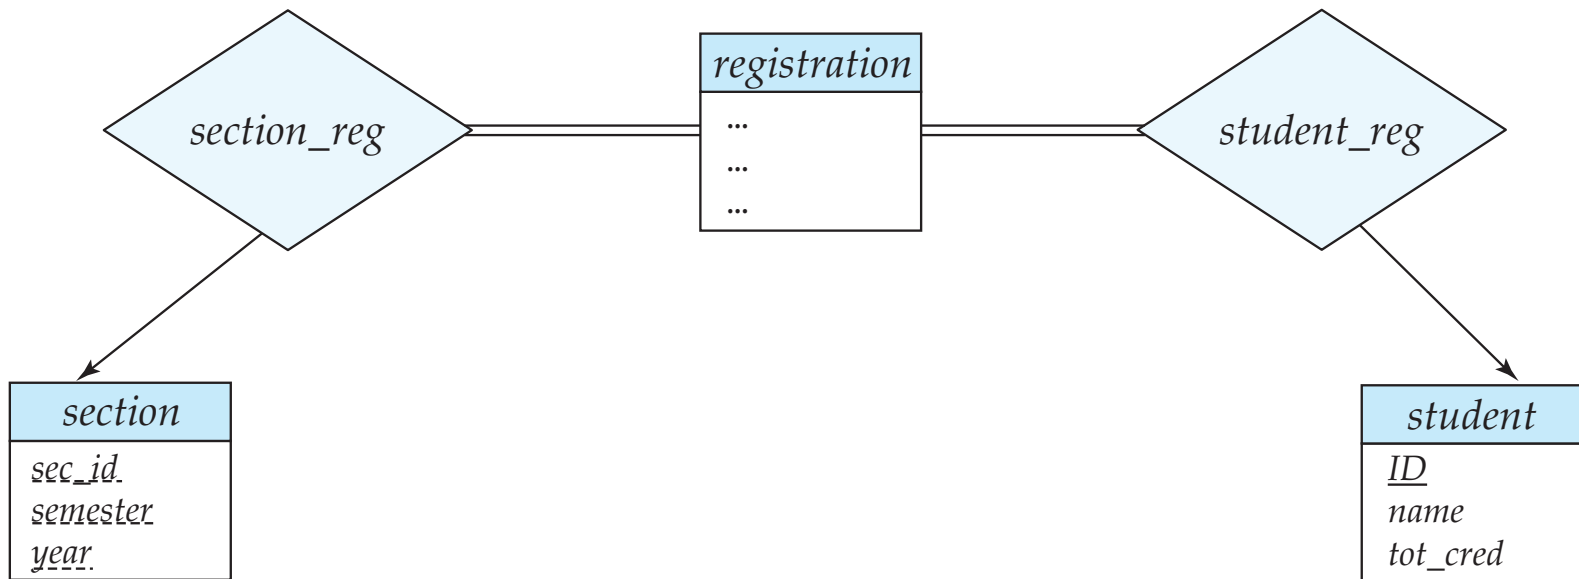 section_reg
registration
...
...
...
student_reg
section
sec_id
semester
year
student
ID
name
tot_cred